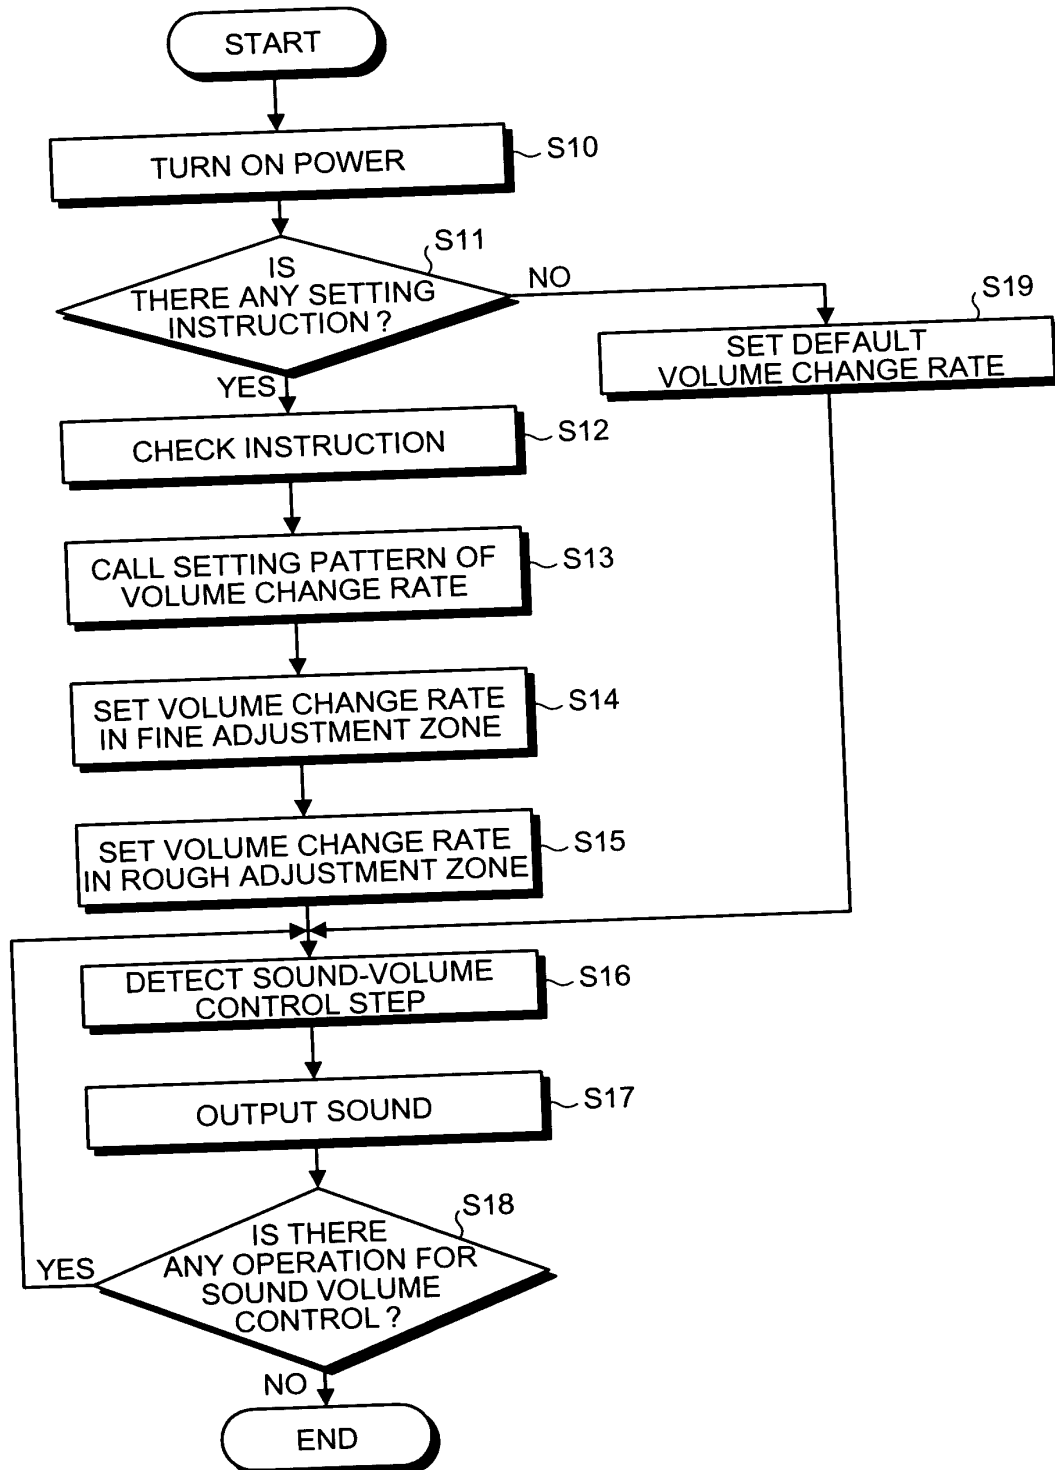 START
TURN ON POWER
S10
IS
THERE ANY SETTING
INSTRUCTION ?
S11
NO
YES
SET DEFAULT
VOLUME CHANGE RATE
S19
CHECK INSTRUCTION
S12
CALL SETTING PATTERN OF
VOLUME CHANGE RATE
S13
SET VOLUME CHANGE RATE
IN FINE ADJUSTMENT ZONE
S14
SET VOLUME CHANGE RATE
IN ROUGH ADJUSTMENT ZONE
S15
DETECT SOUND-VOLUME
CONTROL STEP
S16
OUTPUT SOUND
S17
IS THERE
ANY OPERATION FOR
SOUND VOLUME
CONTROL ?
S18
YES
NO
END